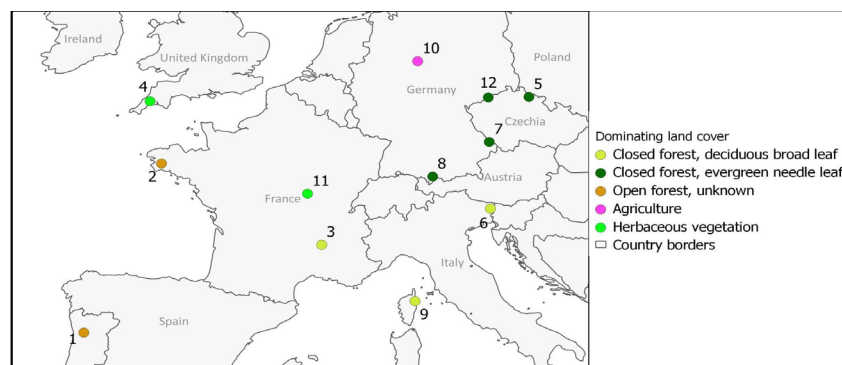 Ireland
United Kingdom
10
Poland
4
Germany
12
5
Czechia
7
2
8
11
Austria
France
3
6
Italy
Spain
9
1
Dominating land cover
Closed forest, deciduous broad leaf
Closed forest, evergreen needle leaf
Open forest, unknown
Agriculture
Herbaceous vegetation
Country borders